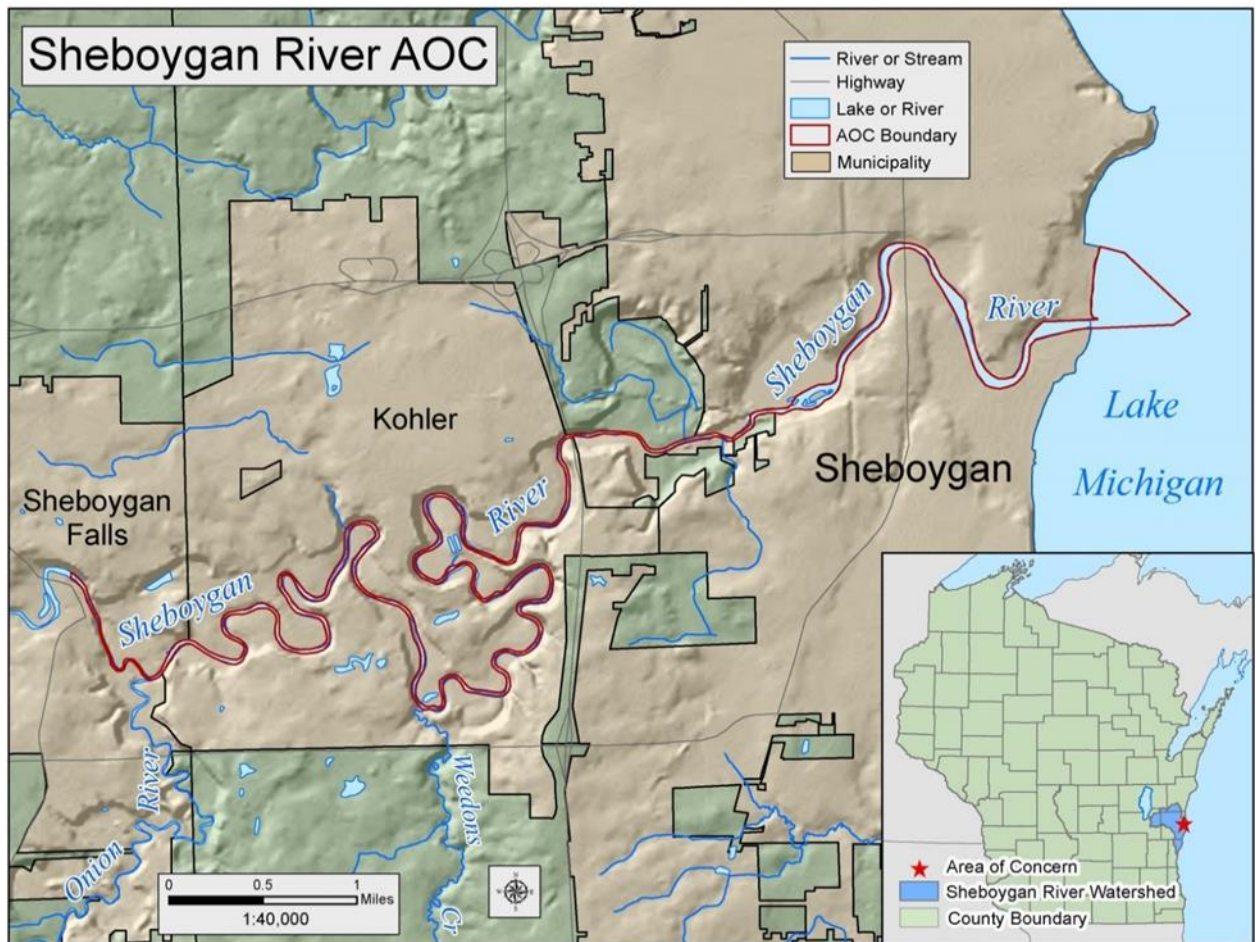 Sheboygan River AOC
River or Stream
Highway
Lake or River
AOC Boundary
Municipality
Sheboygan
River
Kohler
Lake
Michigan
Sheboygan
Sheboygan
Falls
River
Sheboygan
River
Onion
Weedons
Cr
0 0.5 1
Miles
1:40,000
Area of Concern
Sheboygan River Watershed
County Boundary